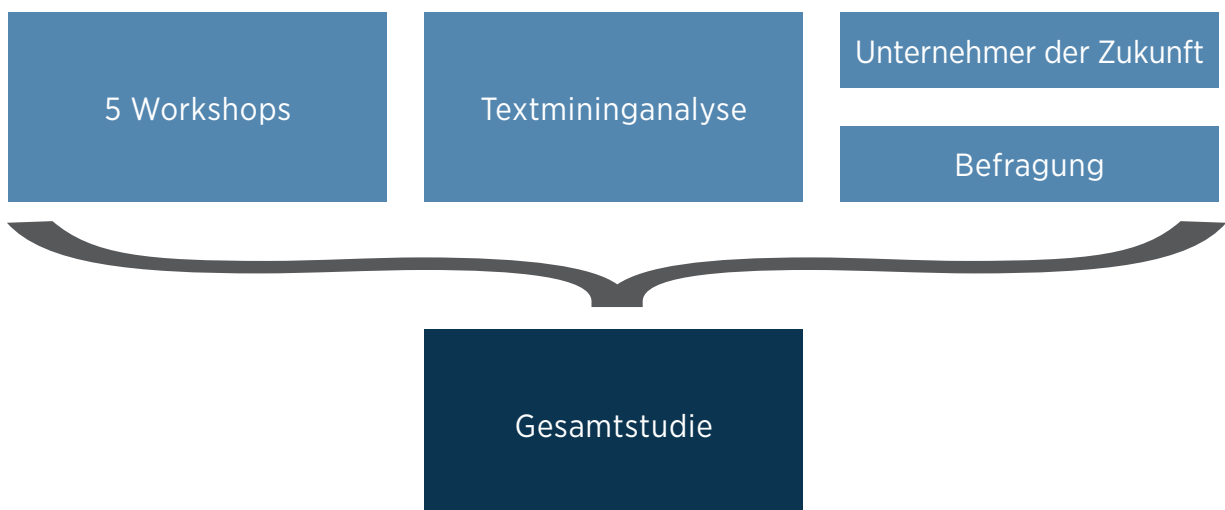 5 Workshops
Textmininganalyse
Unternehmer der Zukunft
Befragung
Gesamtstudie